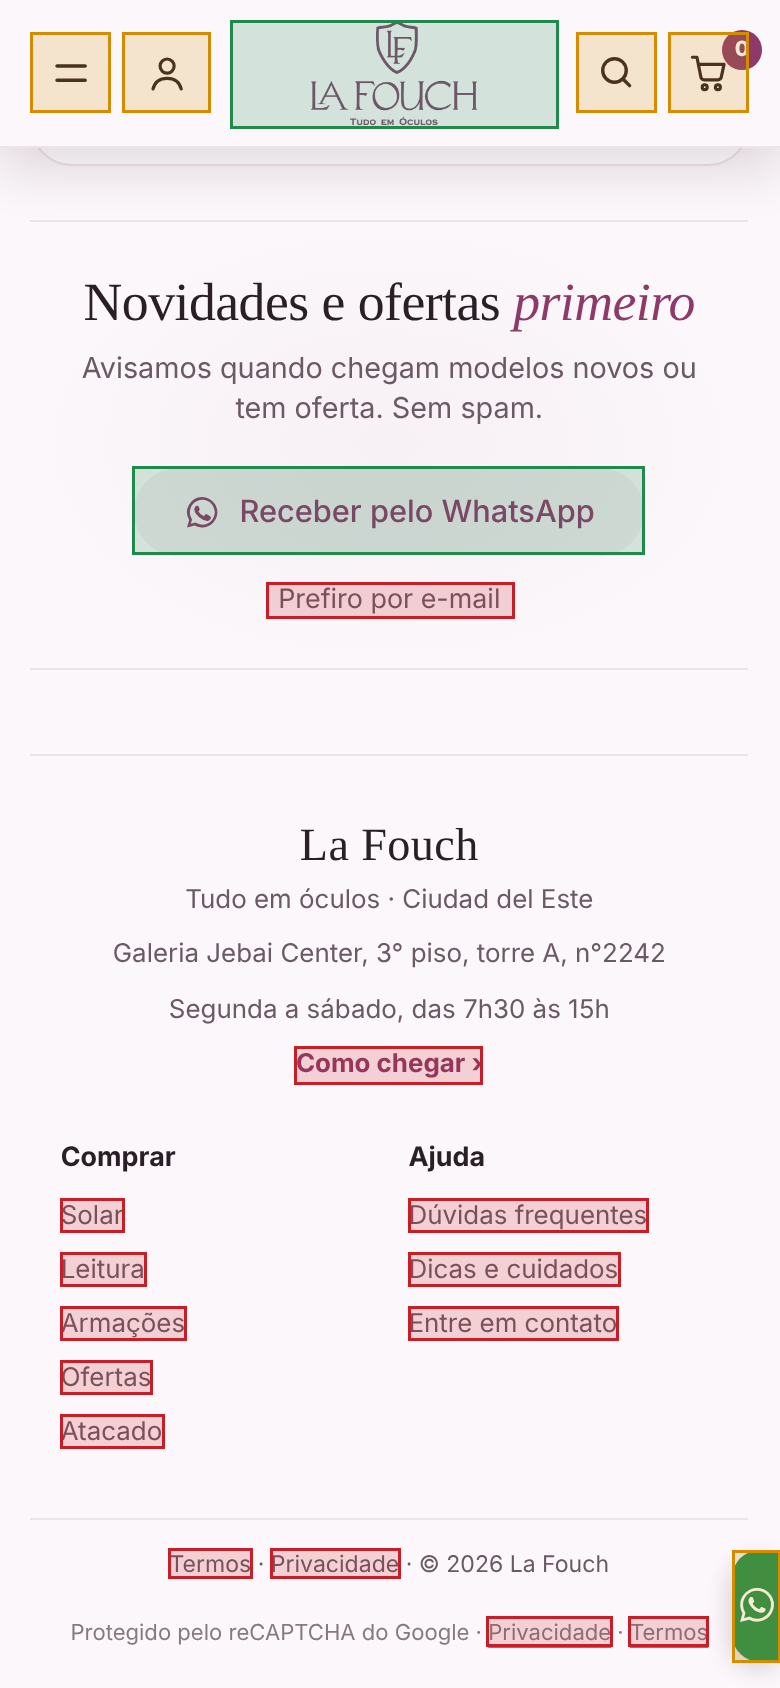 LF
LA FOUCH
Tudo em Óculos
0
Novidades e ofertas primeiro
Avisamos quando chegam modelos novos ou
tem oferta. Sem spam.
Receber pelo WhatsApp
Prefiro por e-mail
La Fouch
Tudo em óculos · Ciudad del Este
Galeria Jebai Center, 3° piso, torre A, n°2242
Segunda a sábado, das 7h30 às 15h
Como chegar ›
Comprar
Solar
Leitura
Armações
Ofertas
Atacado
Ajuda
Dúvidas frequentes
Dicas e cuidados
Entre em contato
Termos · Privacidade · © 2026 La Fouch
Protegido pelo reCAPTCHA do Google · Privacidade · Termos